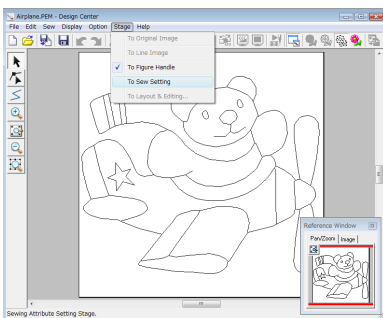 Airplane.PEM - Design Center
File Edit Sew Display Option Stage Help
To Original Image
To Line Image
To Figure Handle
To Sew Setting
To Layout & Editing...
Reference Window
Pan/Zoom Image
Sewing Attribute Setting Stage.